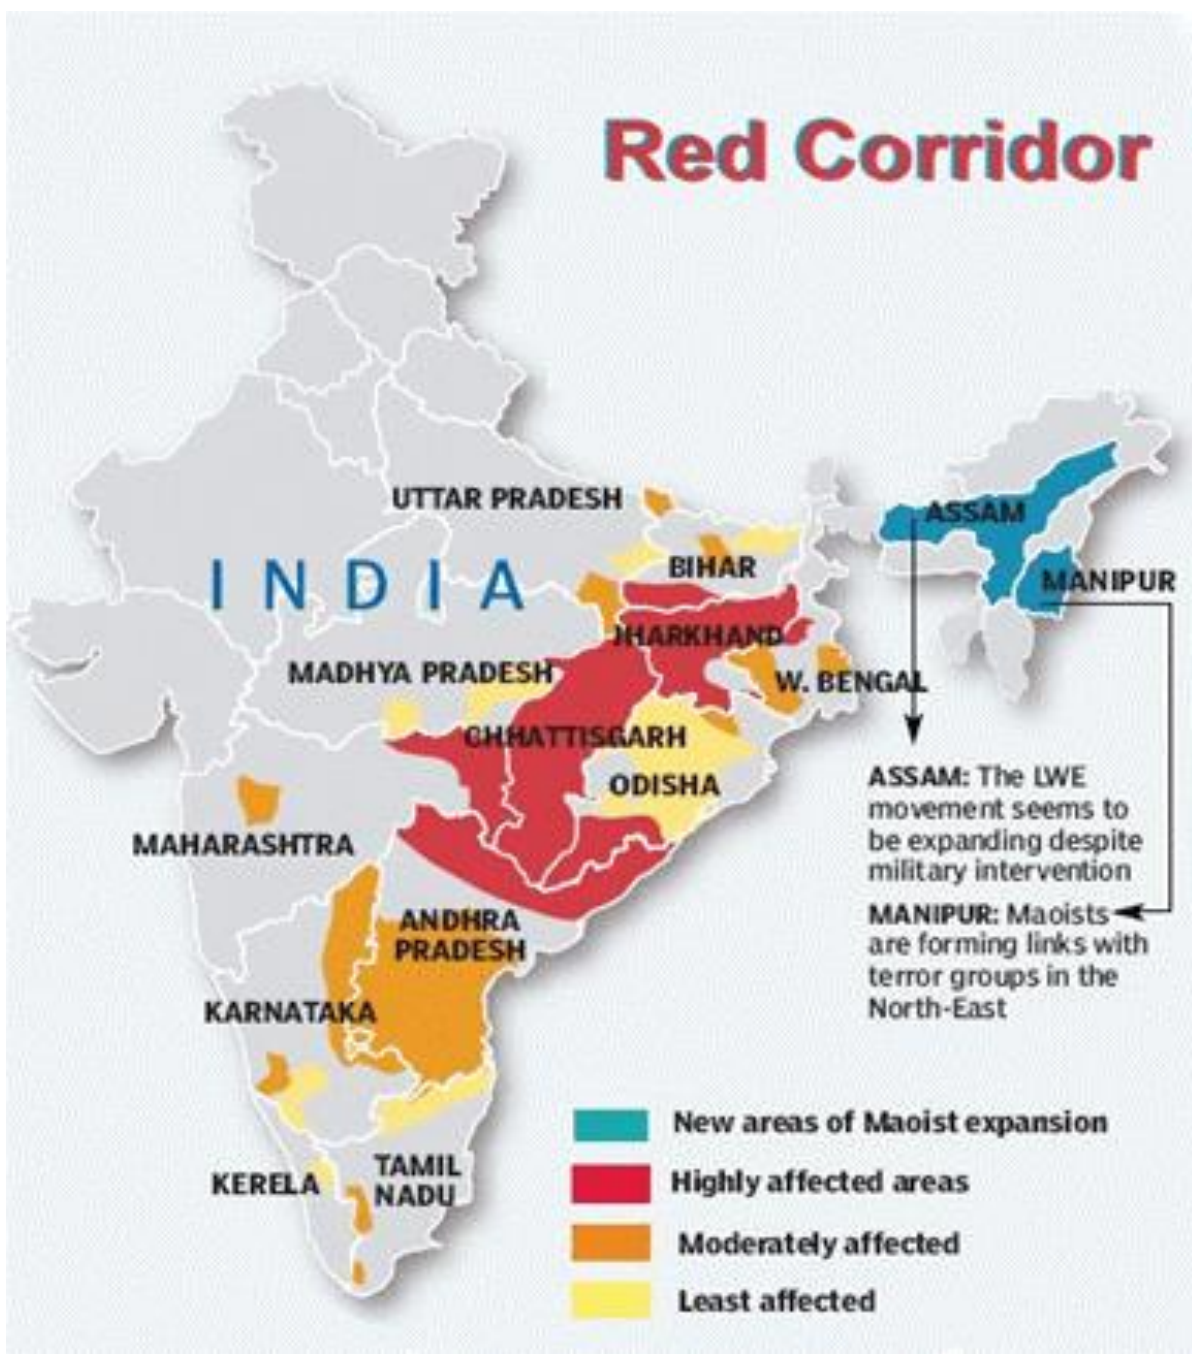 Red Corridor
UTTAR PRADESH
ASSAM
BIHAR
INDIA
MANIPUR
JHARKHAND
MADHYA PRADESH
W. BENGAL
CHHATTISGARH
ODISHA
MAHARASHTRA
ASSAM: The LWE
movement seems to
be expanding despite
military intervention
MANIPUR: Maoists
are forming links with
terror groups in the
North-East
ANDHRA
PRADESH
KARNATAKA
KERELA
TAMIL
NADU
New areas of Maoist expansion
Highly affected areas
Moderately affected
Least affected